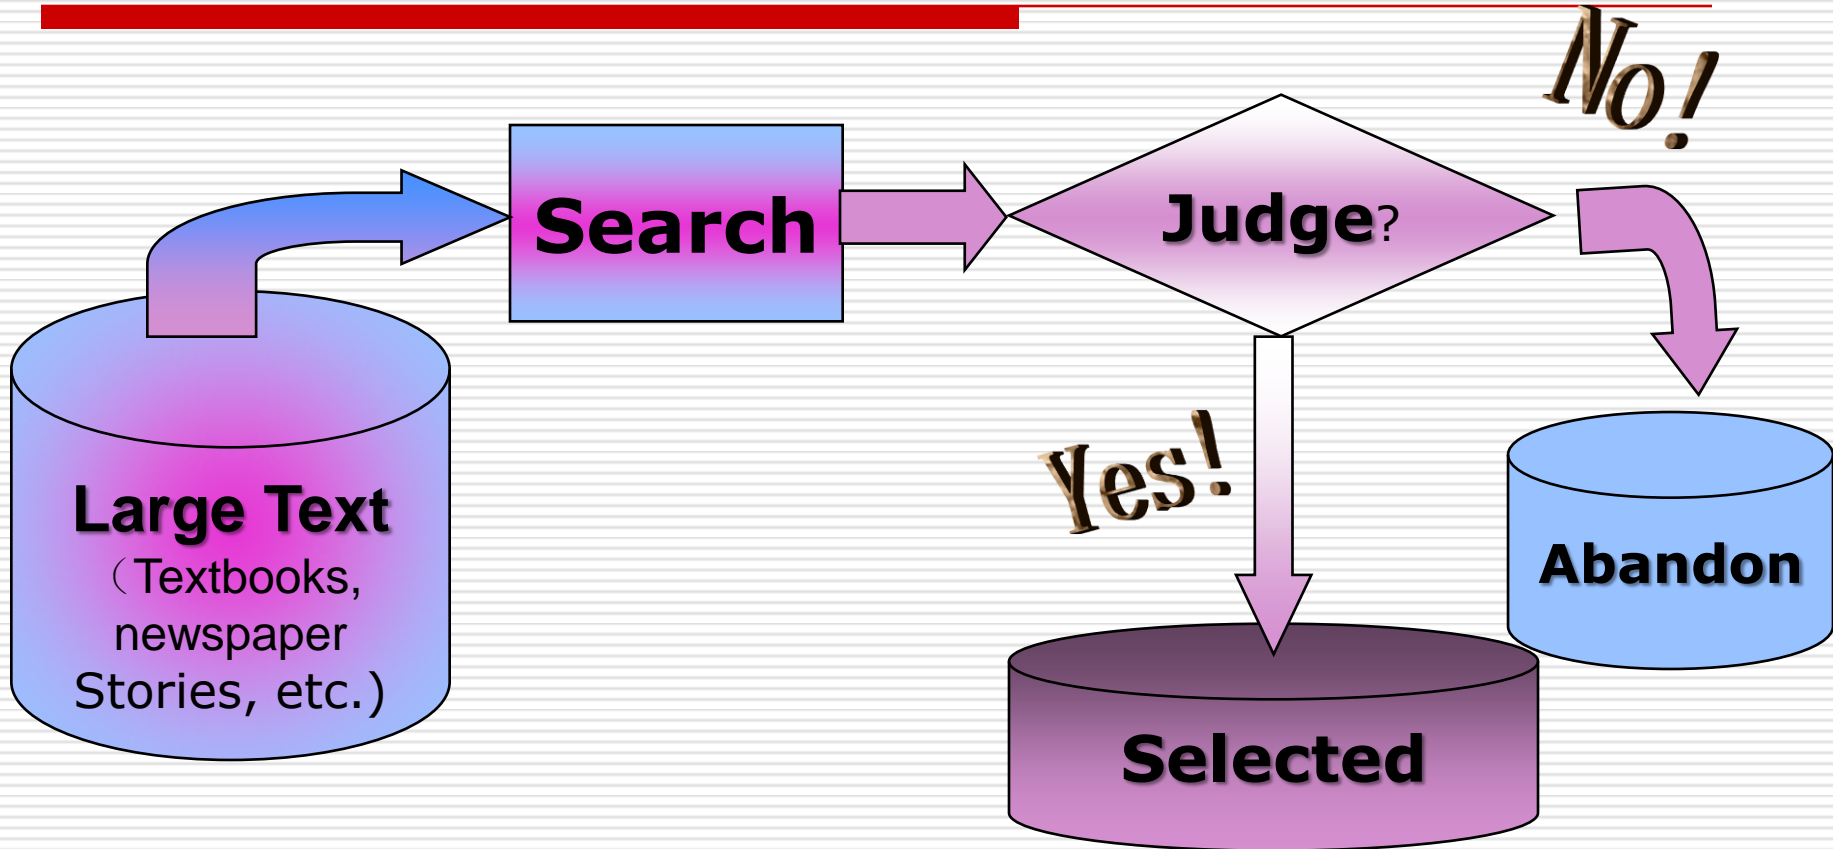 No!
Search
Judge?
Yes!
Large Text
（Textbooks,
newspaper
Stories, etc.)
Abandon
Selected